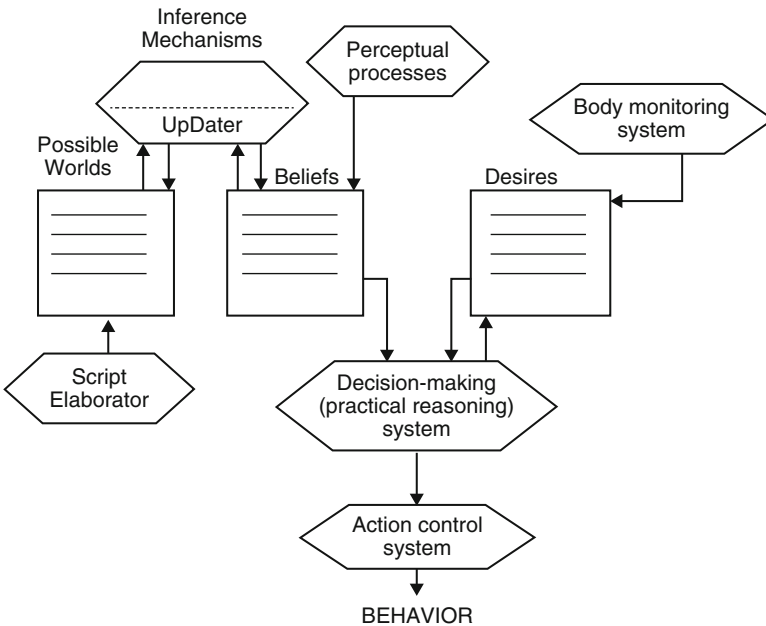 Inference
Mechanisms
Perceptual
processes
UpDater
Body monitoring
system
Possible
Worlds
Beliefs
Desires
Script
Elaborator
Decision-making
(practical reasoning)
system
Action control
system
BEHAVIOR